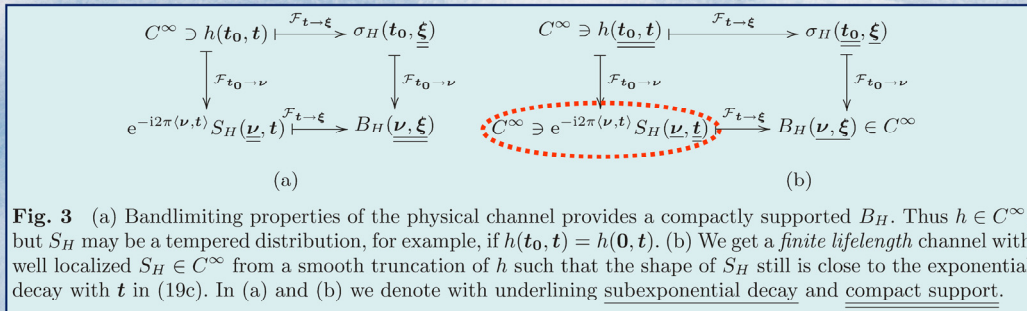 C^∞ ⊃ h(t₀, t) ⟼ σ_H(t₀, ξ) C^∞ ∋ h(t₀, t) ⟼ σ_H(t₀, ξ)
ℱ_{t→ξ} ℱ_{t→ξ}
ℱ_{t₀→ν} ℱ_{t₀→ν} ℱ_{t₀→ν} ℱ_{t₀→ν}
ℱ_{t→ξ} ℱ_{t→ξ}
e^{−i2π⟨ν,t⟩} S_H(ν, t) ⟼ B_H(ν, ξ) C^∞ ∋ e^{−i2π⟨ν,t⟩} S_H(ν, t) ⟼ B_H(ν, ξ) ∈ C^∞
(a) (b)
Fig. 3 (a) Bandlimiting properties of the physical channel provides a compactly supported B_H. Thus h ∈ C^∞
but S_H may be a tempered distribution, for example, if h(t₀, t) = h(0, t). (b) We get a finite lifelength channel with
well localized S_H ∈ C^∞ from a smooth truncation of h such that the shape of S_H still is close to the exponentia
decay with t in (19c). In (a) and (b) we denote with underlining subexponential decay and compact support.